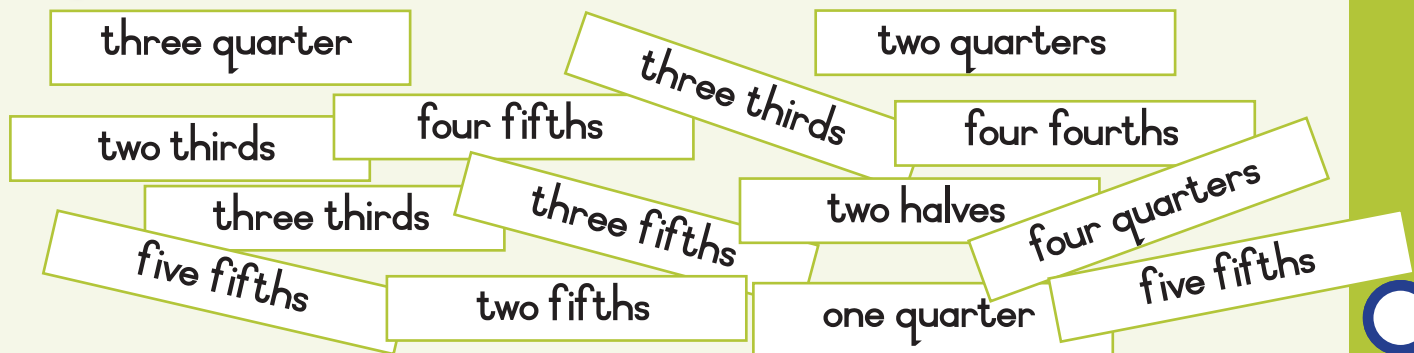 three quarter
two quarters
three thirds
four fifths
four fourths
two thirds
three thirds
three fifths
two halves
four quarters
five fifths
two fifths
one quarter
five fifths